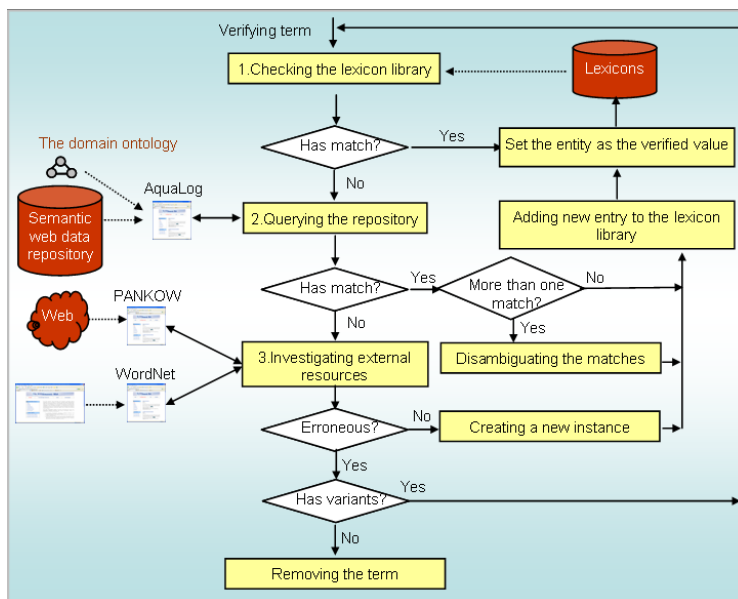 Verifying term
1.Checking the lexicon library
Lexicons
Has match?
Yes
Set the entity as the verified value
The domain ontology
No
AquaLog
Semantic
web data
repository
2.Querying the repository
Adding new entry to the lexicon
library
Has match?
Yes
More than one
match?
No
PANKOW
Web
No
Yes
3.Investigating external
resources
Disambiguating the matches
WordNet
Erroneous?
No
Creating a new instance
Yes
Has variants?
Yes
No
Removing the term